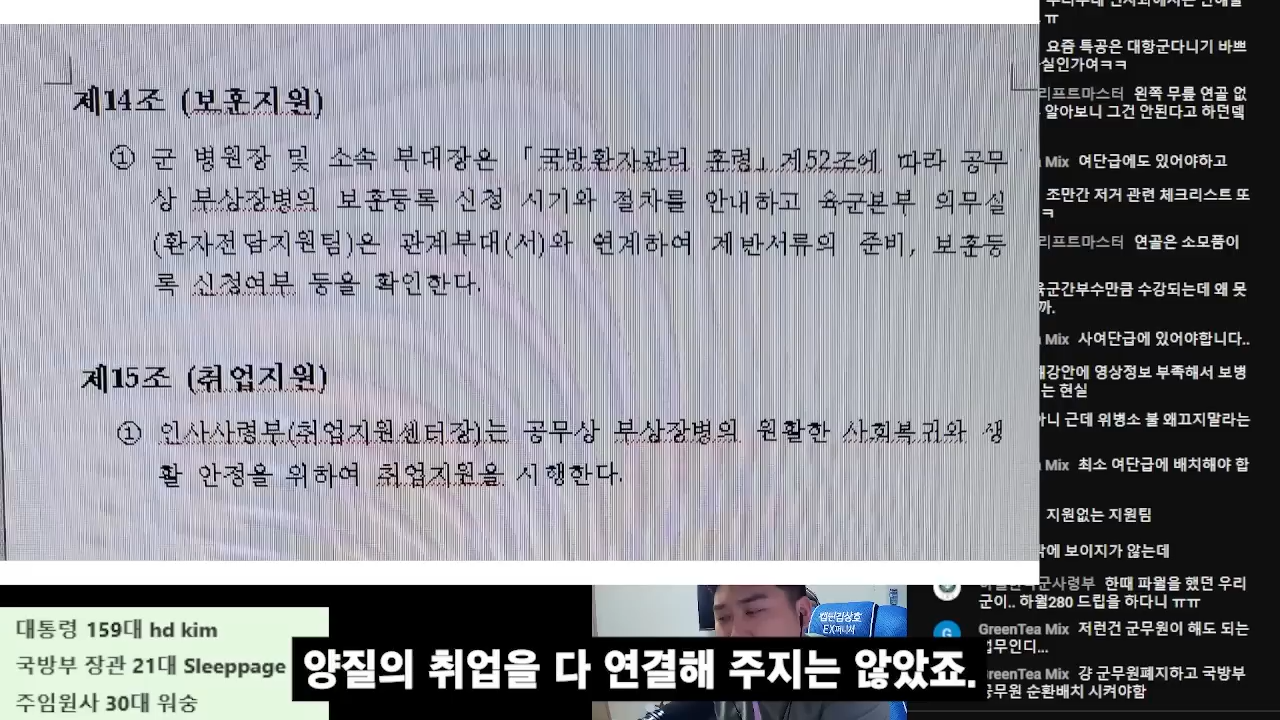 제14조 (보훈지원)
① 군 병원장 및 소속 부대장은 「국방환자관리 훈령」제52조에 따라 공무
상 부상장병의 보훈등록 신청 시기와 절차를 안내하고 육군본부 의무실
(환자전담지원팀)은 관계부대(서)와 연계하여 제반서류의 준비, 보훈등
록 신청여부 등을 확인한다.
제15조 (취업지원)
① 인사사령부(취업지원센터장)는 공무상 부상장병의 원활한 사회복귀와 생
활 안정을 위하여 취업지원을 시행한다.
ㅠ
요즘 특공은 대항군다니기 바쁘
실인가여ㅋㅋ
리프트마스터 왼쪽 무릎 연골 없
알아보니 그건 안된다고 하던데
Mix 여단급에도 있어야하고
조만간 저거 관련 체크리스트 또
ㅋ
리프트마스터 연골은 소모품이
육군간부수만큼 수강되는데 왜 못
까.
Mix 사여단급에 있어야합니다..
영상정보 부족해서 보병
는 현실
아니 근데 위병소 불 왜끄지말라는
Mix 최소 여단급에 배치해야 합
지원없는 지원팀
보이지가 않는데
한때 파월을 했던 우리
군이.. 하월280 드립을 하다니 ㅠㅠ
G GreenTea Mix 저런건 군무원이 해도 되는
업무인디...
GreenTea Mix 걍 군무원폐지하고 국방부
공무원 순환배치 시켜야함
대통령 159대 hd kim
국방부 장관 21대 Sleeppage
주임원사 30대 워숭
캡틴김상호
EX퍼니처
양질의 취업을 다 연결해 주지는 않았죠.